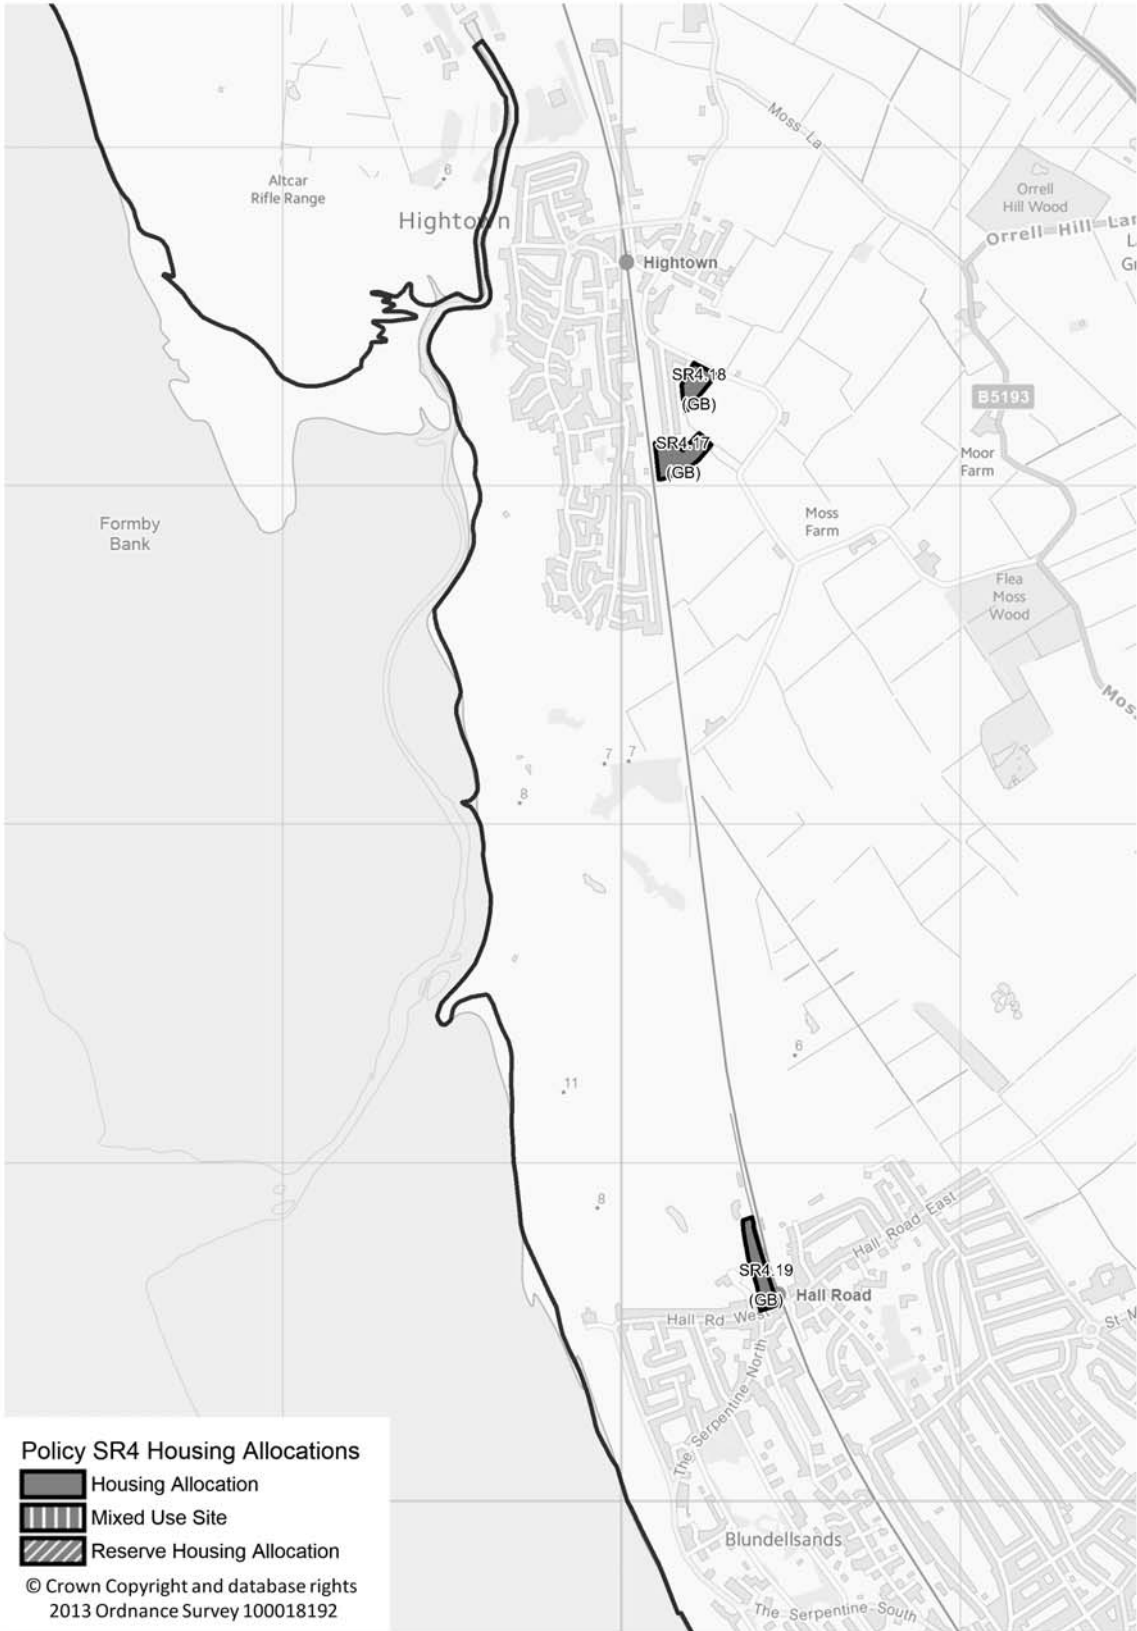 Moss La
6
Altcar
Rifle Range
Hightown
Orrell
Hill Wood
Hightown
SR4.18
(GB)
B5193
SR4.17
(GB)
Moor
Farm
Moss
Farm
Formby
Bank
Flea
Moss
Wood
7
7
8
6
11
8
Hall Road East
SR4.19
(GB)
Hall Road
Hall Rd West
The Serpentine North
Policy SR4 Housing Allocations
Housing Allocation
Mixed Use Site
Reserve Housing Allocation
© Crown Copyright and database rights
2013 Ordnance Survey 100018192
Blundellsands
The Serpentine South